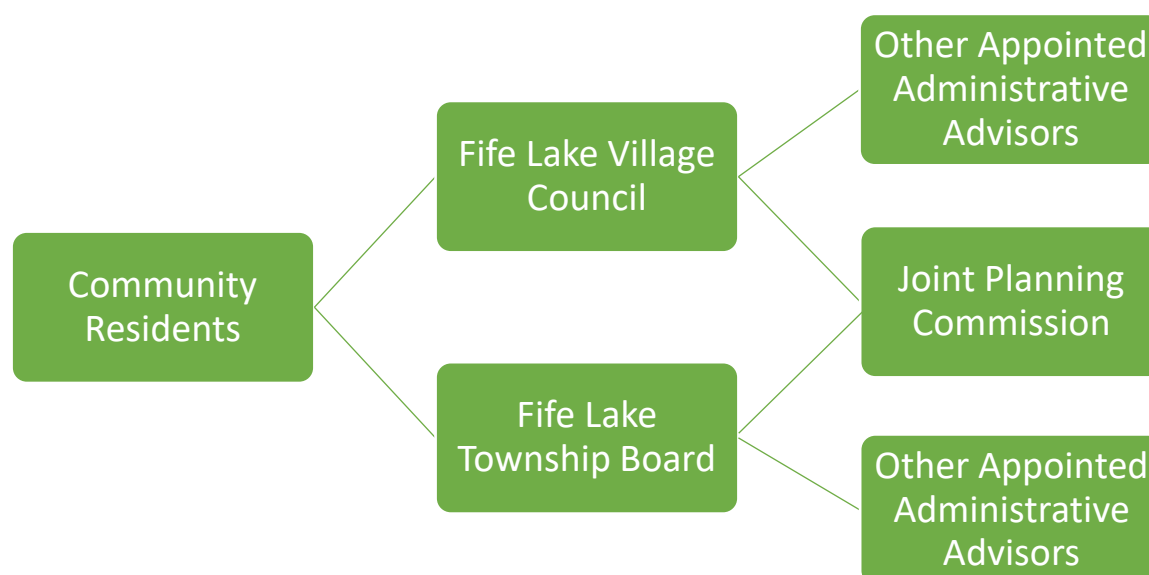 Community
Residents
Fife Lake Village
Council
Fife Lake
Township Board
Other Appointed
Administrative
Advisors
Joint Planning
Commission
Other Appointed
Administrative
Advisors